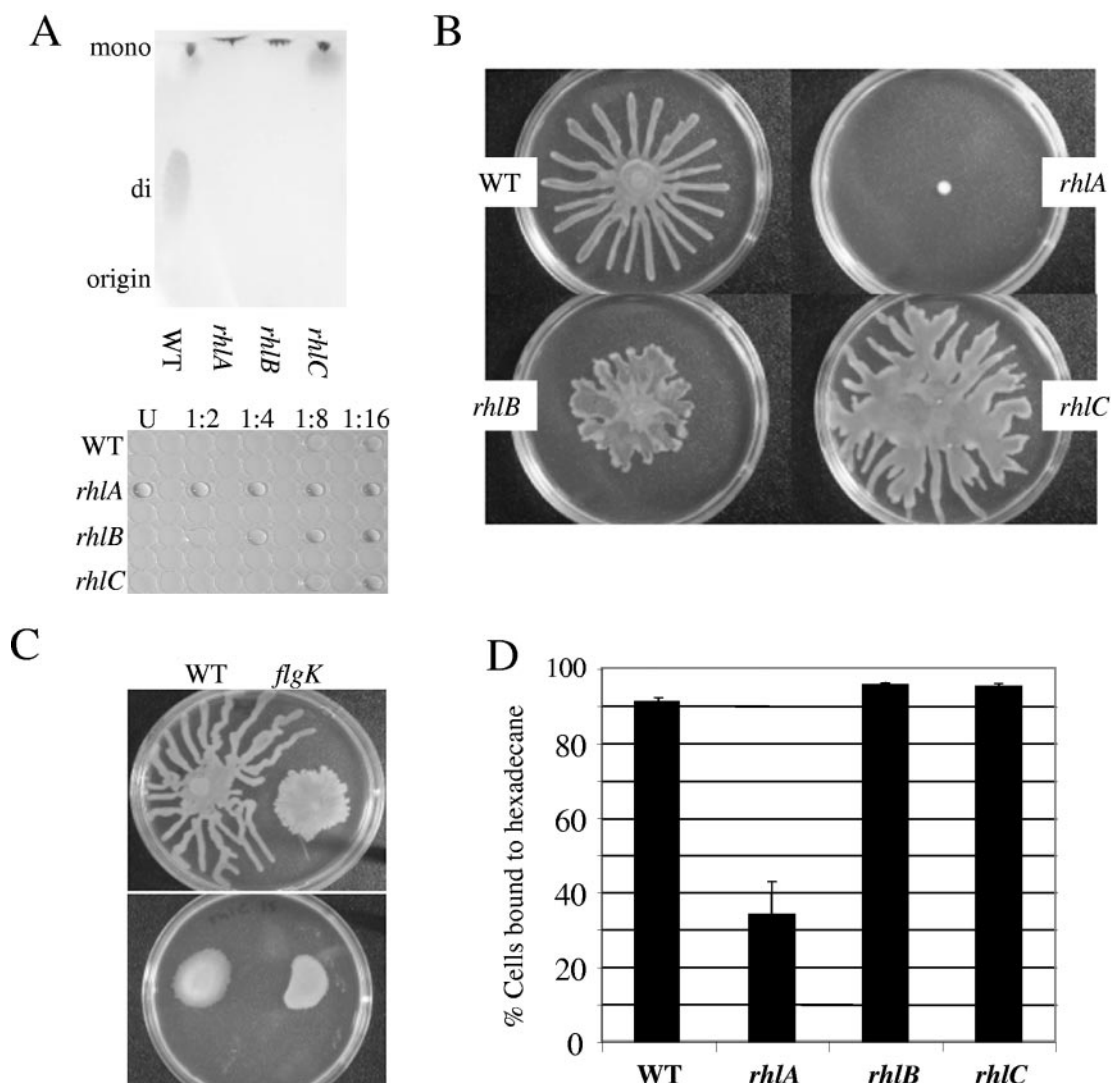 A
mono
di
origin
WT
rhlA
rhlB
rhlC
U 1:2 1:4 1:8 1:16
WT
rhlA
rhlB
rhlC
B
WT
rhlA
rhlB
rhlC
C
WT flgK
D
% Cells bound to hexadecane
100
80
60
40
20
0
WT rhlA rhlB rhlC